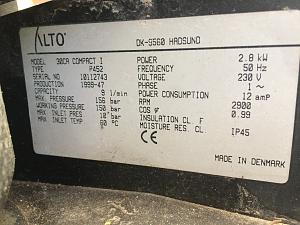 ALTO DK-9560 HADSUND
MODEL 30CA COMPACT I
TYPE P452
SERIAL NO 10112743
PRODUCTION 1999-47
CAPACITY 9 l/min
MAX. PRESSURE 156 bar
WORKING PRESSURE 150 bar
MAX. INLET PRES 10 bar
MAX. INLET TEMP 60 °C
POWER 2.8 kW
FREQUENCY 50 Hz
VOLTAGE 230 V
PHASE 1 ~
POWER CONSUMPTION 12 amP
RPM 2900
COS φ 0.99
INSULATION CL. F
MOISTURE RES. CL IP45
CE
MADE IN DENMARK